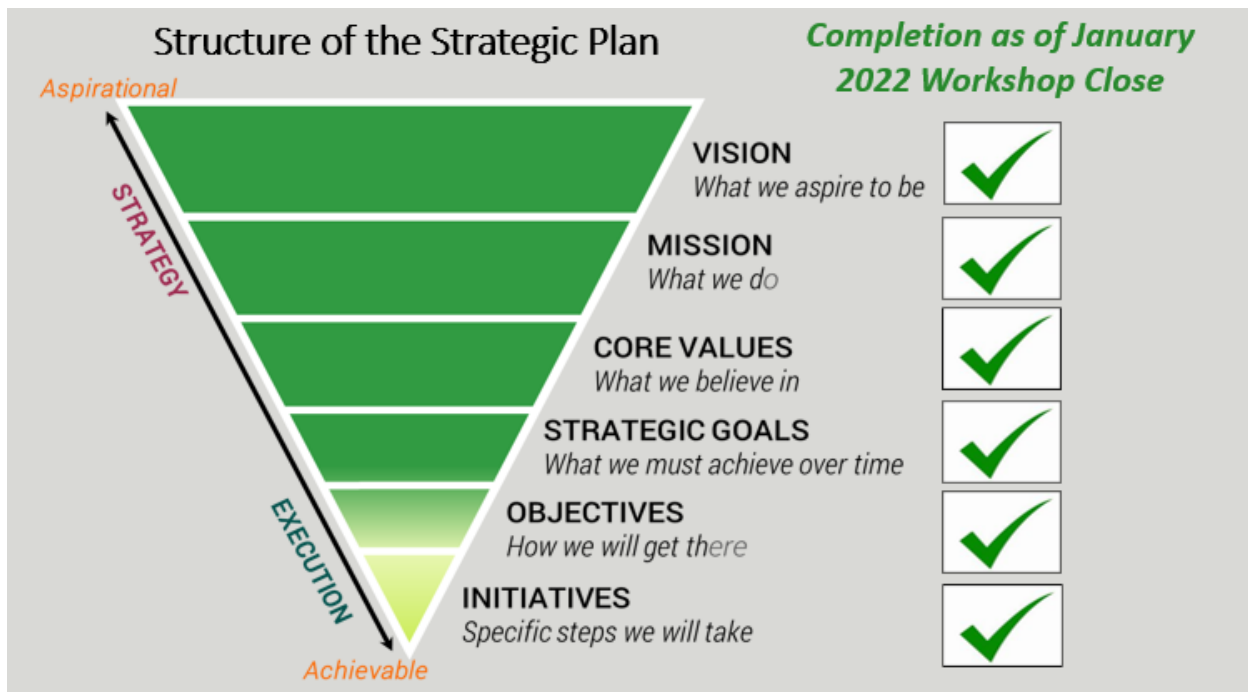 Structure of the Strategic Plan
Completion as of January
2022 Workshop Close
Aspirational
STRATEGY
EXECUTION
Achievable
VISION
What we aspire to be
MISSION
What we do
CORE VALUES
What we believe in
STRATEGIC GOALS
What we must achieve over time
OBJECTIVES
How we will get there
INITIATIVES
Specific steps we will take